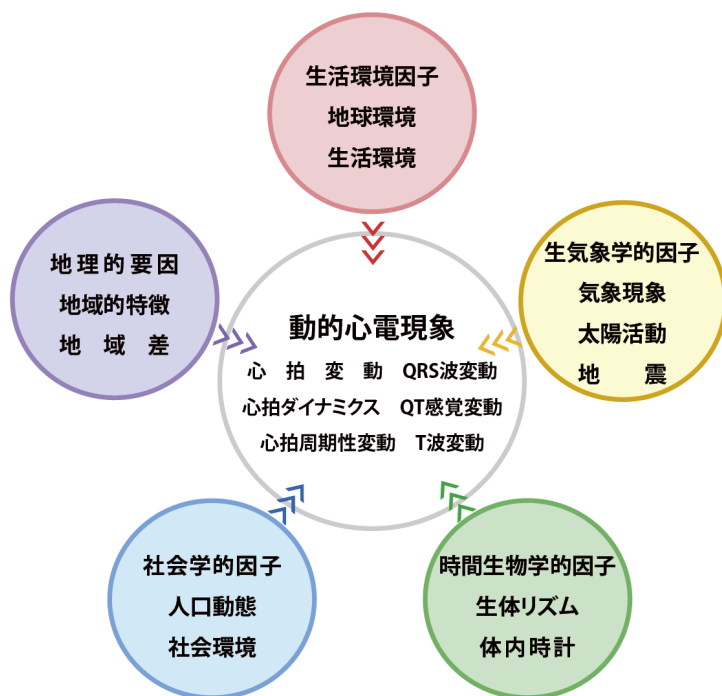 生活環境因子
地球環境
生活環境
地理的要因
地域的特徴
地域差
生気象学的因子
気象現象
太陽活動
地震
動的心電現象
心拍変動 QRS波変動
心拍ダイナミクス QT感覚変動
心拍周期性変動 T波変動
社会学的因子
人口動態
社会環境
時間生物学的因子
生体リズム
体内時計